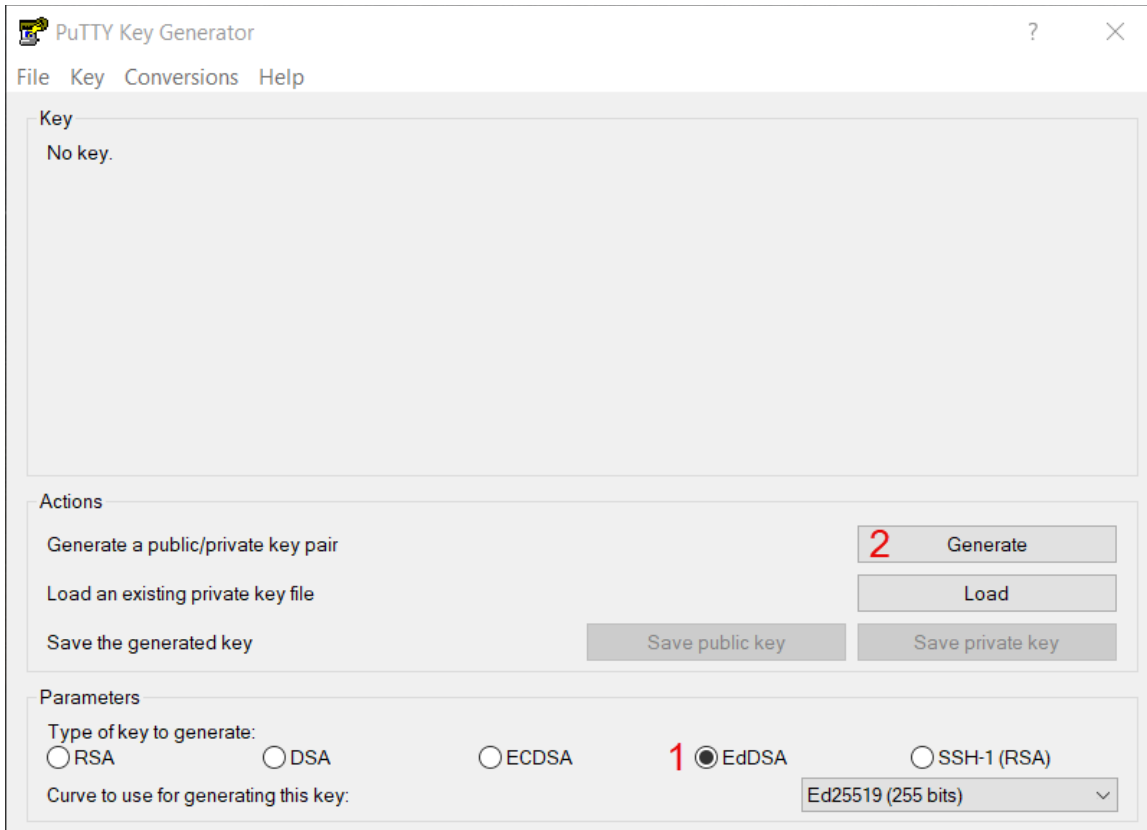 PuTTY Key Generator
?
File Key Conversions Help
Key
No key.
Actions
Generate a public/private key pair
2 Generate
Load an existing private key file
Load
Save the generated key
Save public key
Save private key
Parameters
Type of key to generate:
RSA DSA ECDSA 1 EdDSA SSH-1 (RSA)
Curve to use for generating this key:
Ed25519 (255 bits)